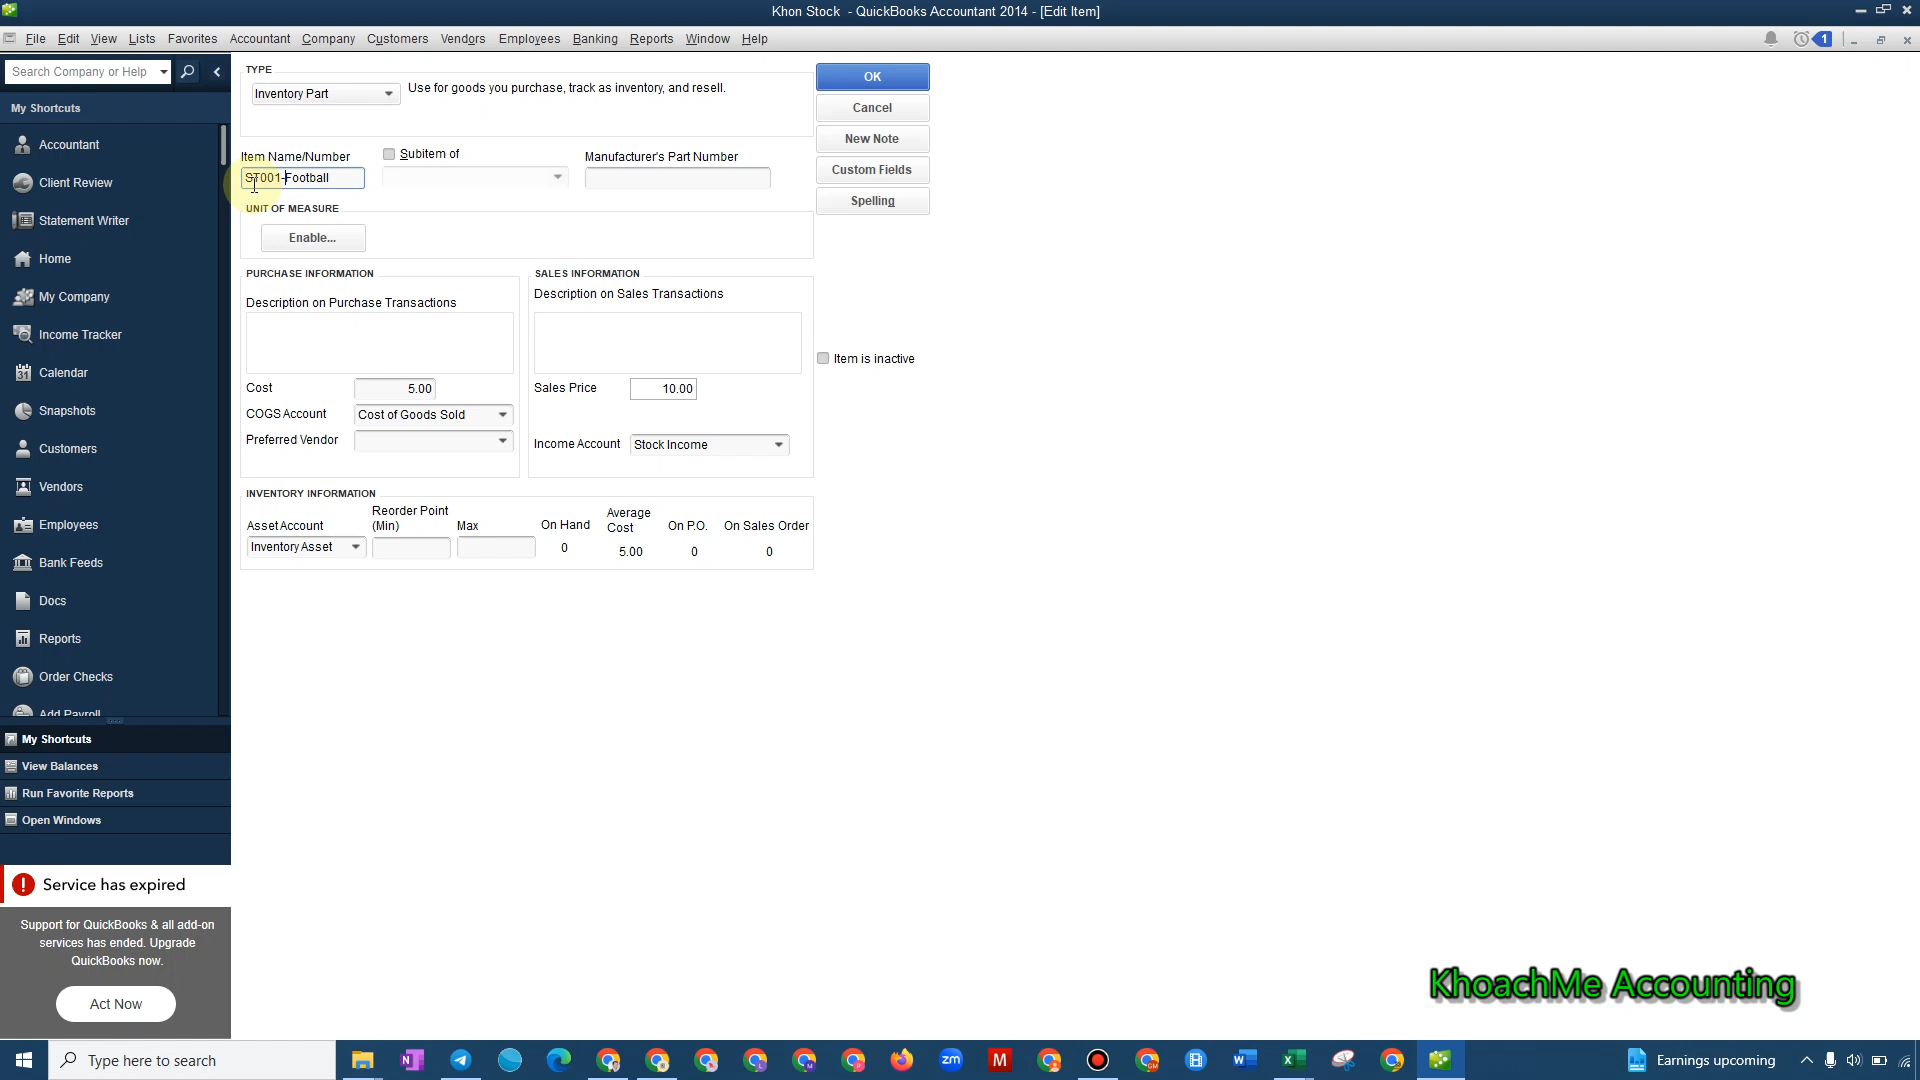 Khon Stock - QuickBooks Accountant 2014 - [Edit Item]
File Edit View Lists Favorites Accountant Company Customers Vendors Employees Banking Reports Window Help
1
Search Company or Help
My Shortcuts
Accountant
Client Review
Statement Writer
Home
My Company
Income Tracker
31
Calendar
Snapshots
Customers
Vendors
Employees
Bank Feeds
Docs
Reports
Order Checks
Add Payroll
My Shortcuts
View Balances
Run Favorite Reports
Open Windows
Service has expired
Support for QuickBooks & all add-on
services has ended. Upgrade
QuickBooks now.
Act Now
TYPE
Inventory Part
Use for goods you purchase, track as inventory, and resell.
OK
Cancel
New Note
Custom Fields
Spelling
Item Name/Number
Subitem of
Manufacturer's Part Number
ST001-Football
UNIT OF MEASURE
Enable...
PURCHASE INFORMATION
Description on Purchase Transactions
Cost 5.00
COGS Account Cost of Goods Sold
Preferred Vendor
SALES INFORMATION
Description on Sales Transactions
Sales Price 10.00
Income Account Stock Income
Item is inactive
INVENTORY INFORMATION
Asset Account
Reorder Point
(Min)
Max
On Hand
Average
Cost
On P.O.
On Sales Order
Inventory Asset
0
5.00
0
0
KhoachMe Accounting
Type here to search
N
zm
M
GM
W
X
Earnings upcoming